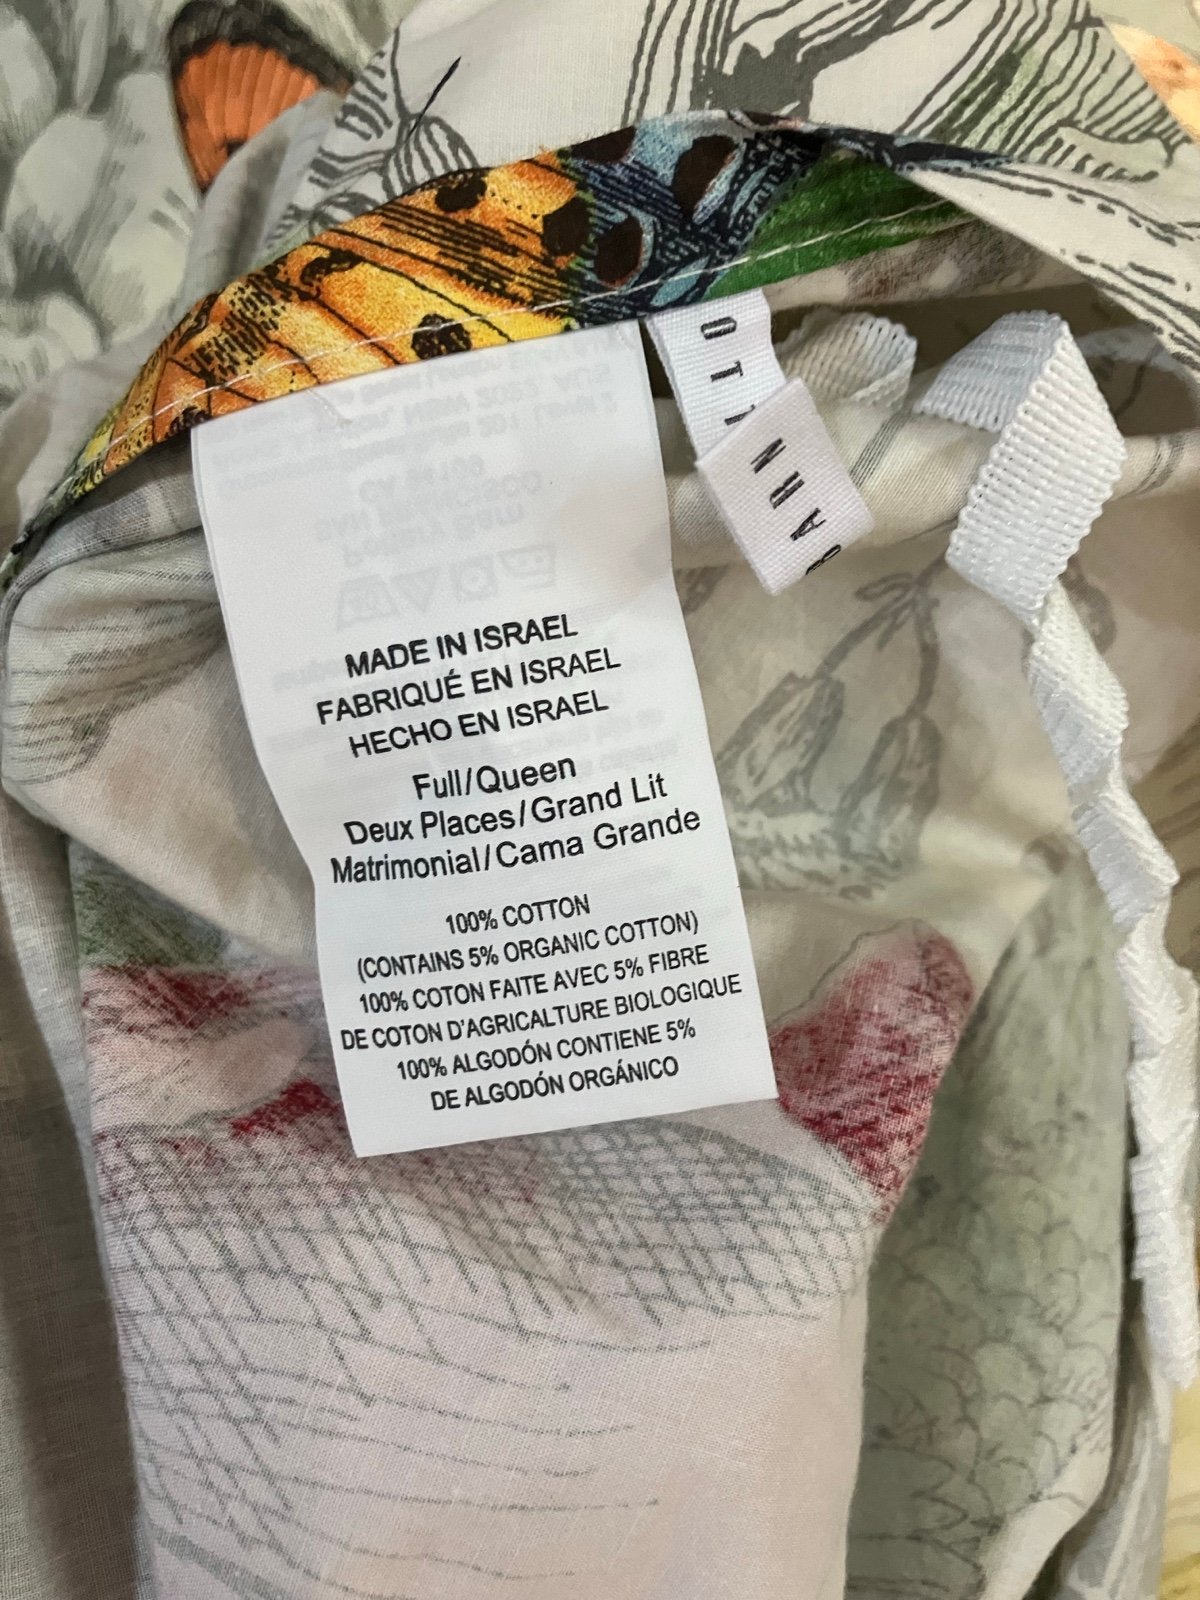 MADE IN ISRAEL
FABRIQUÉ EN ISRAEL
HECHO EN ISRAEL
Full/Queen
Deux Places/Grand Lit
Matrimonial/Cama Grande
100% COTTON
(CONTAINS 5% ORGANIC COTTON)
100% COTON FAITE AVEC 5% FIBRE
DE COTON D'AGRICALTURE BIOLOGIQUE
100% ALGODÓN CONTIENE 5%
DE ALGODÓN ORGÁNICO
BARN